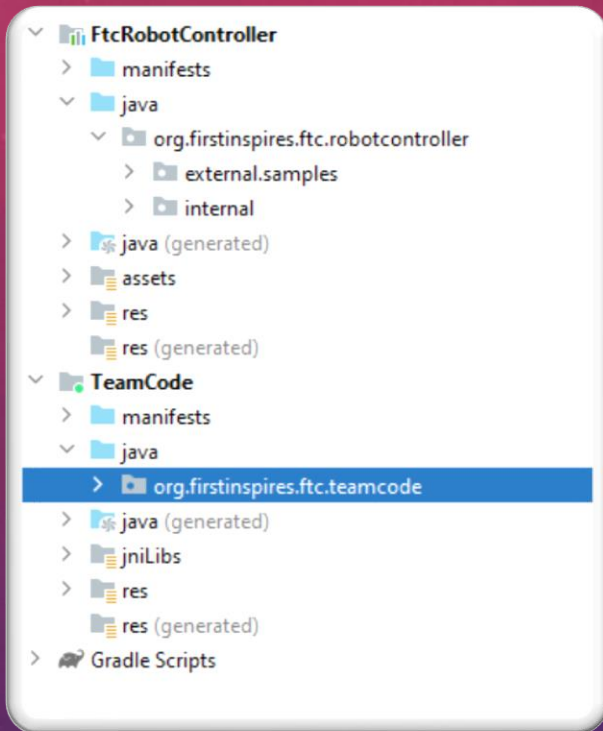 FtcRobotController
manifests
java
org.firstinspires.ftc.robotcontroller
external.samples
internal
java (generated)
assets
res
res (generated)
TeamCode
manifests
java
org.firstinspires.ftc.teamcode
java (generated)
jniLibs
res
res (generated)
Gradle Scripts